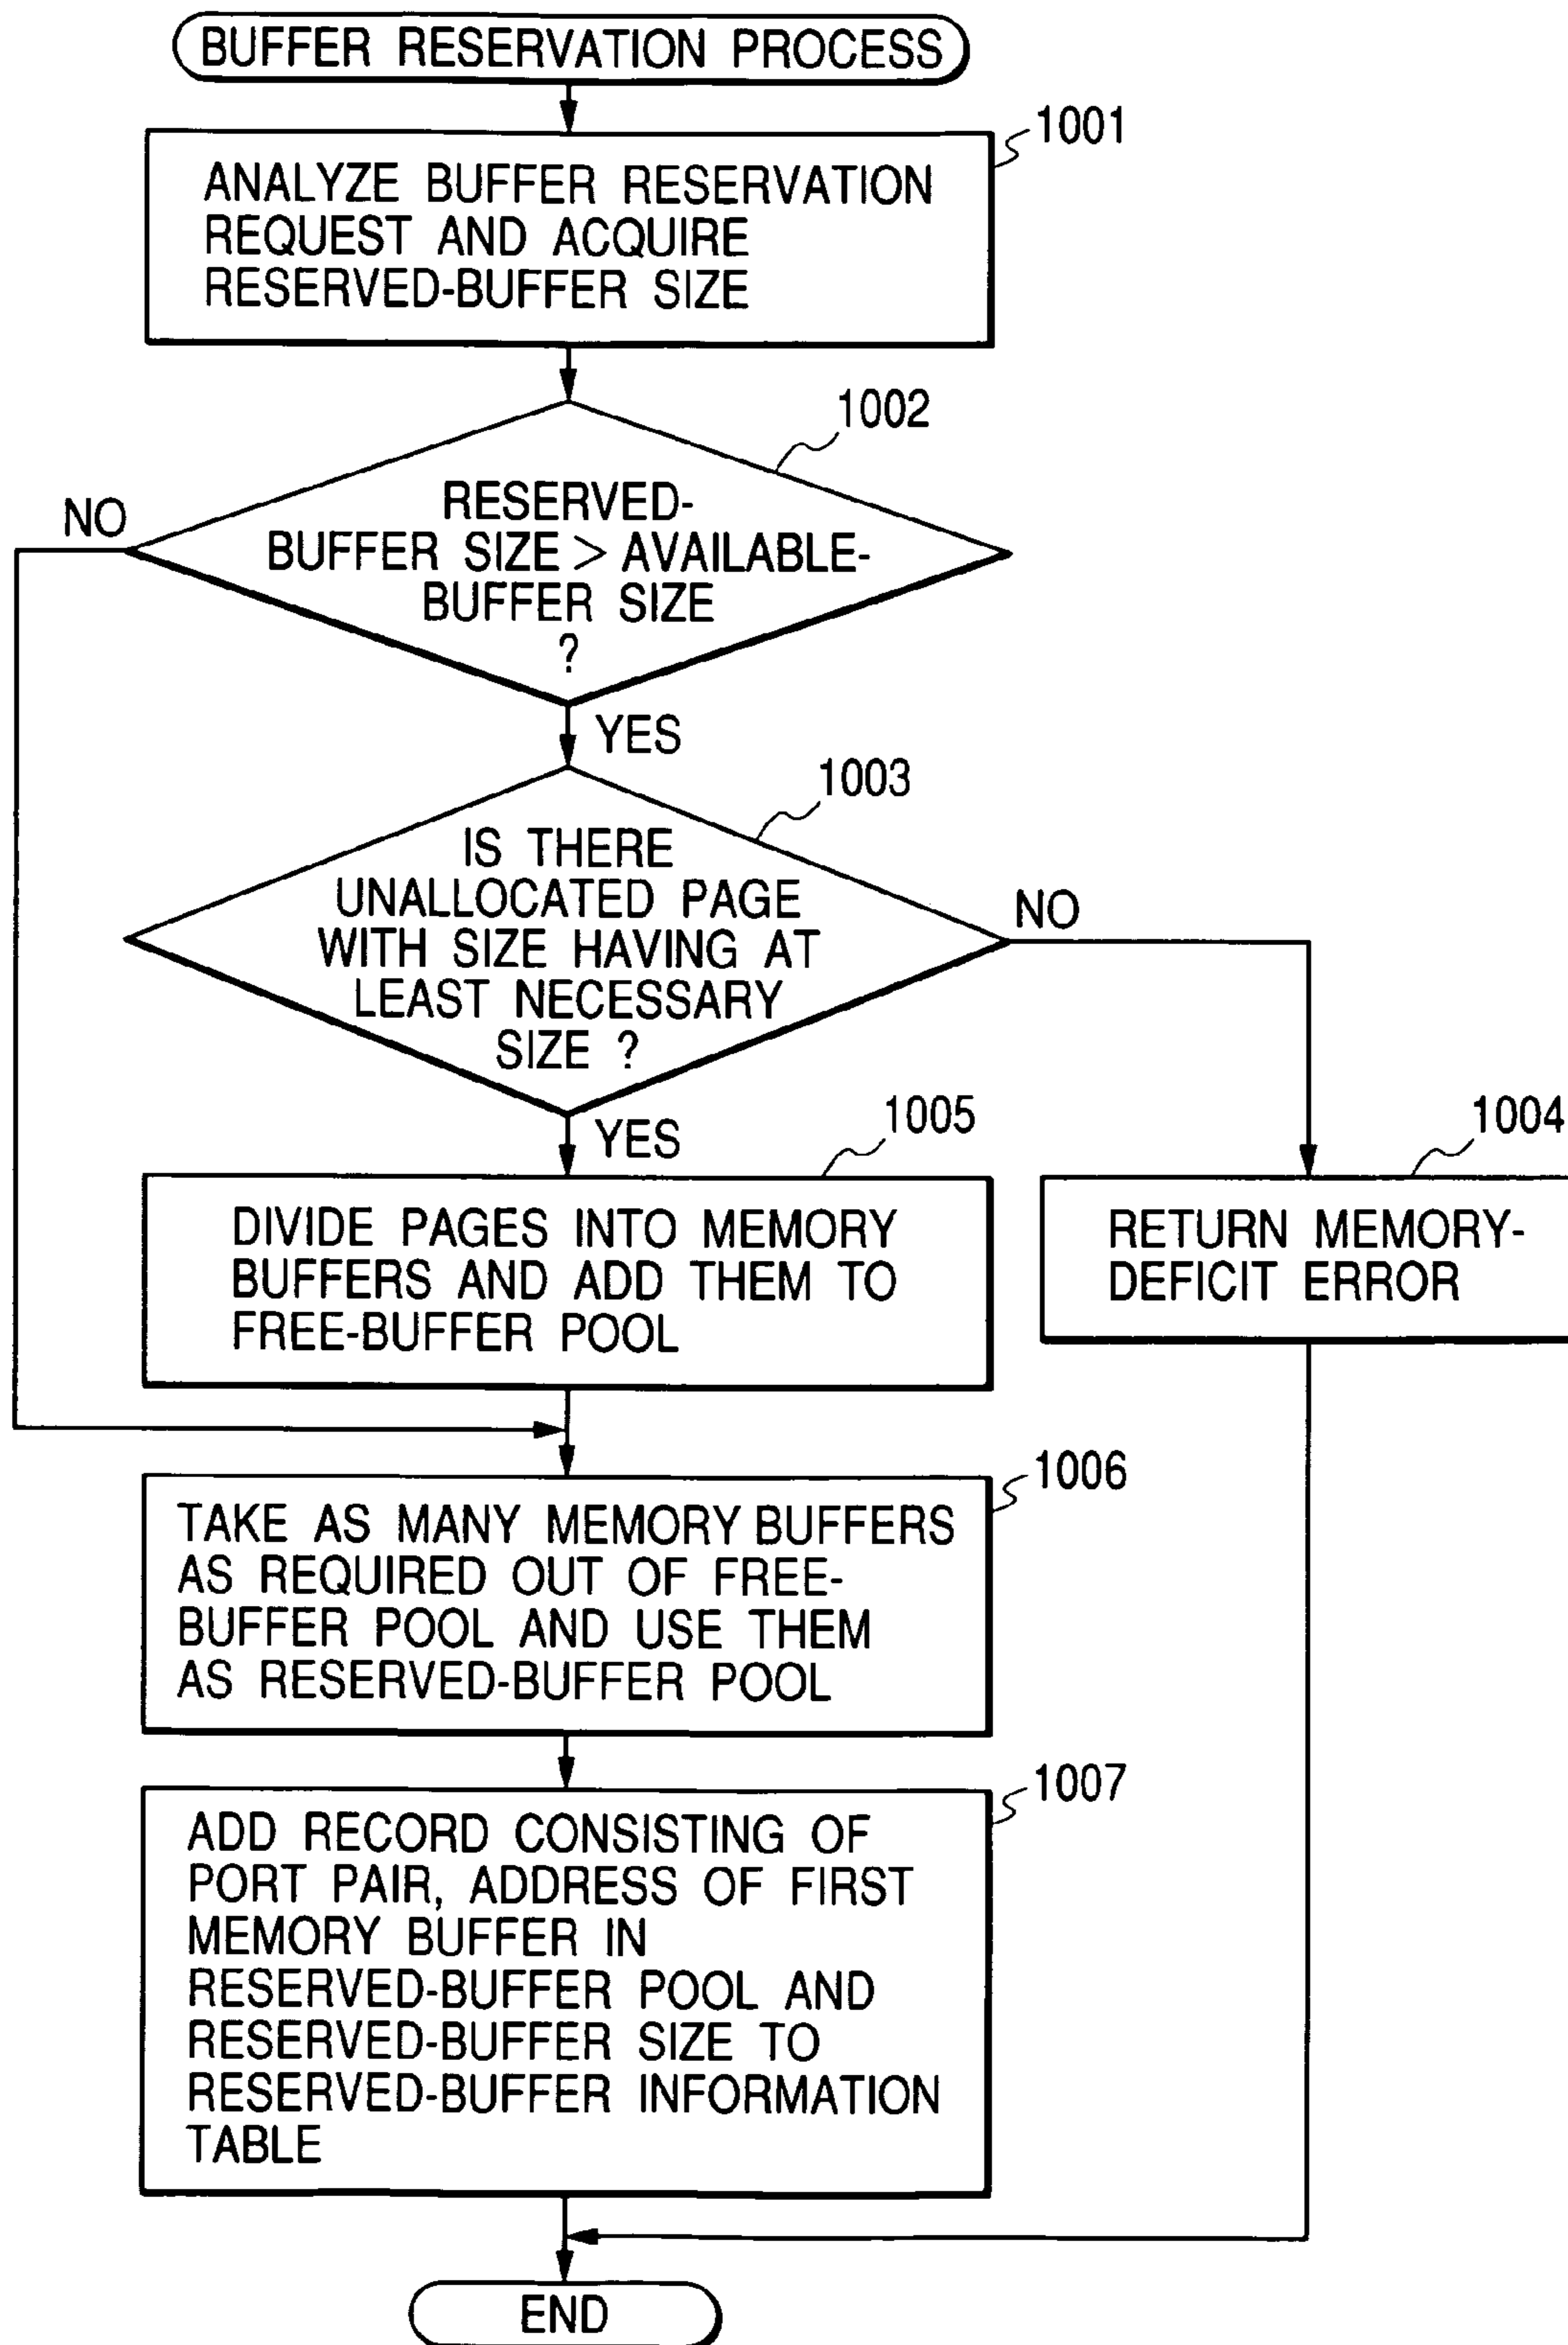 BUFFER RESERVATION PROCESS
1001
ANALYZE BUFFER RESERVATION
REQUEST AND ACQUIRE
RESERVED-BUFFER SIZE
1002
NO
RESERVED-
BUFFER SIZE > AVAILABLE-
BUFFER SIZE
?
YES
1003
IS THERE
UNALLOCATED PAGE
WITH SIZE HAVING AT
LEAST NECESSARY
SIZE ?
NO
YES
1005
DIVIDE PAGES INTO MEMORY
BUFFERS AND ADD THEM TO
FREE-BUFFER POOL
1004
RETURN MEMORY-
DEFICIT ERROR
1006
TAKE AS MANY MEMORY BUFFERS
AS REQUIRED OUT OF FREE-
BUFFER POOL AND USE THEM
AS RESERVED-BUFFER POOL
1007
ADD RECORD CONSISTING OF
PORT PAIR, ADDRESS OF FIRST
MEMORY BUFFER IN
RESERVED-BUFFER POOL AND
RESERVED-BUFFER SIZE TO
RESERVED-BUFFER INFORMATION
TABLE
END